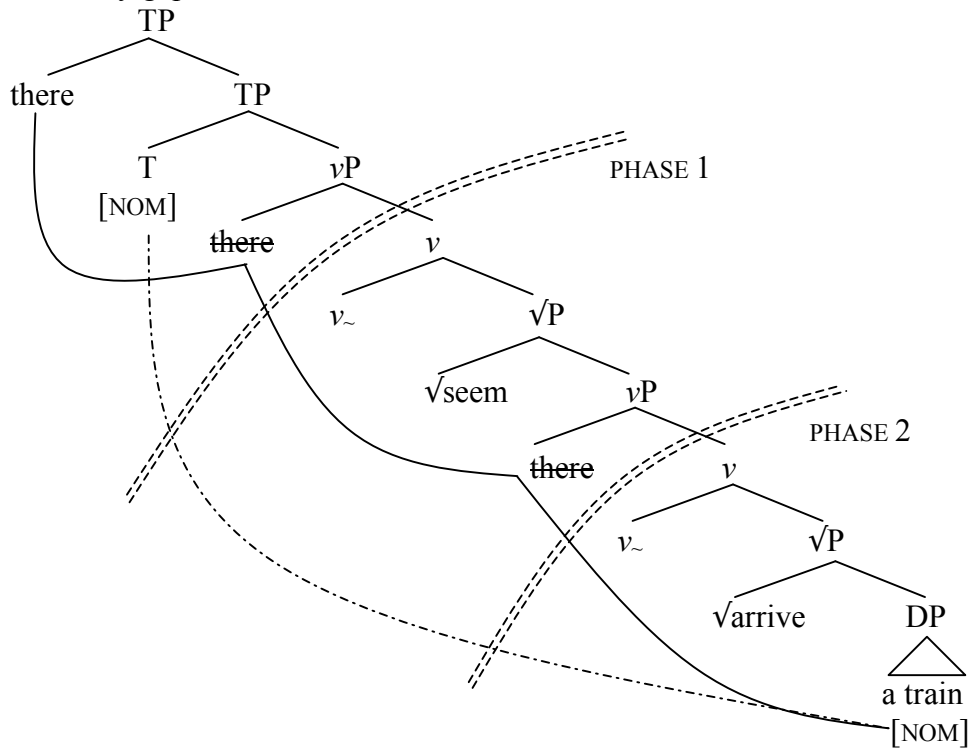 TP
there TP
T vP PHASE 1
[NOM]
there v
v~ √P
√seem vP
PHASE 2
there v
v~ √P
√arrive DP
a train
[NOM]